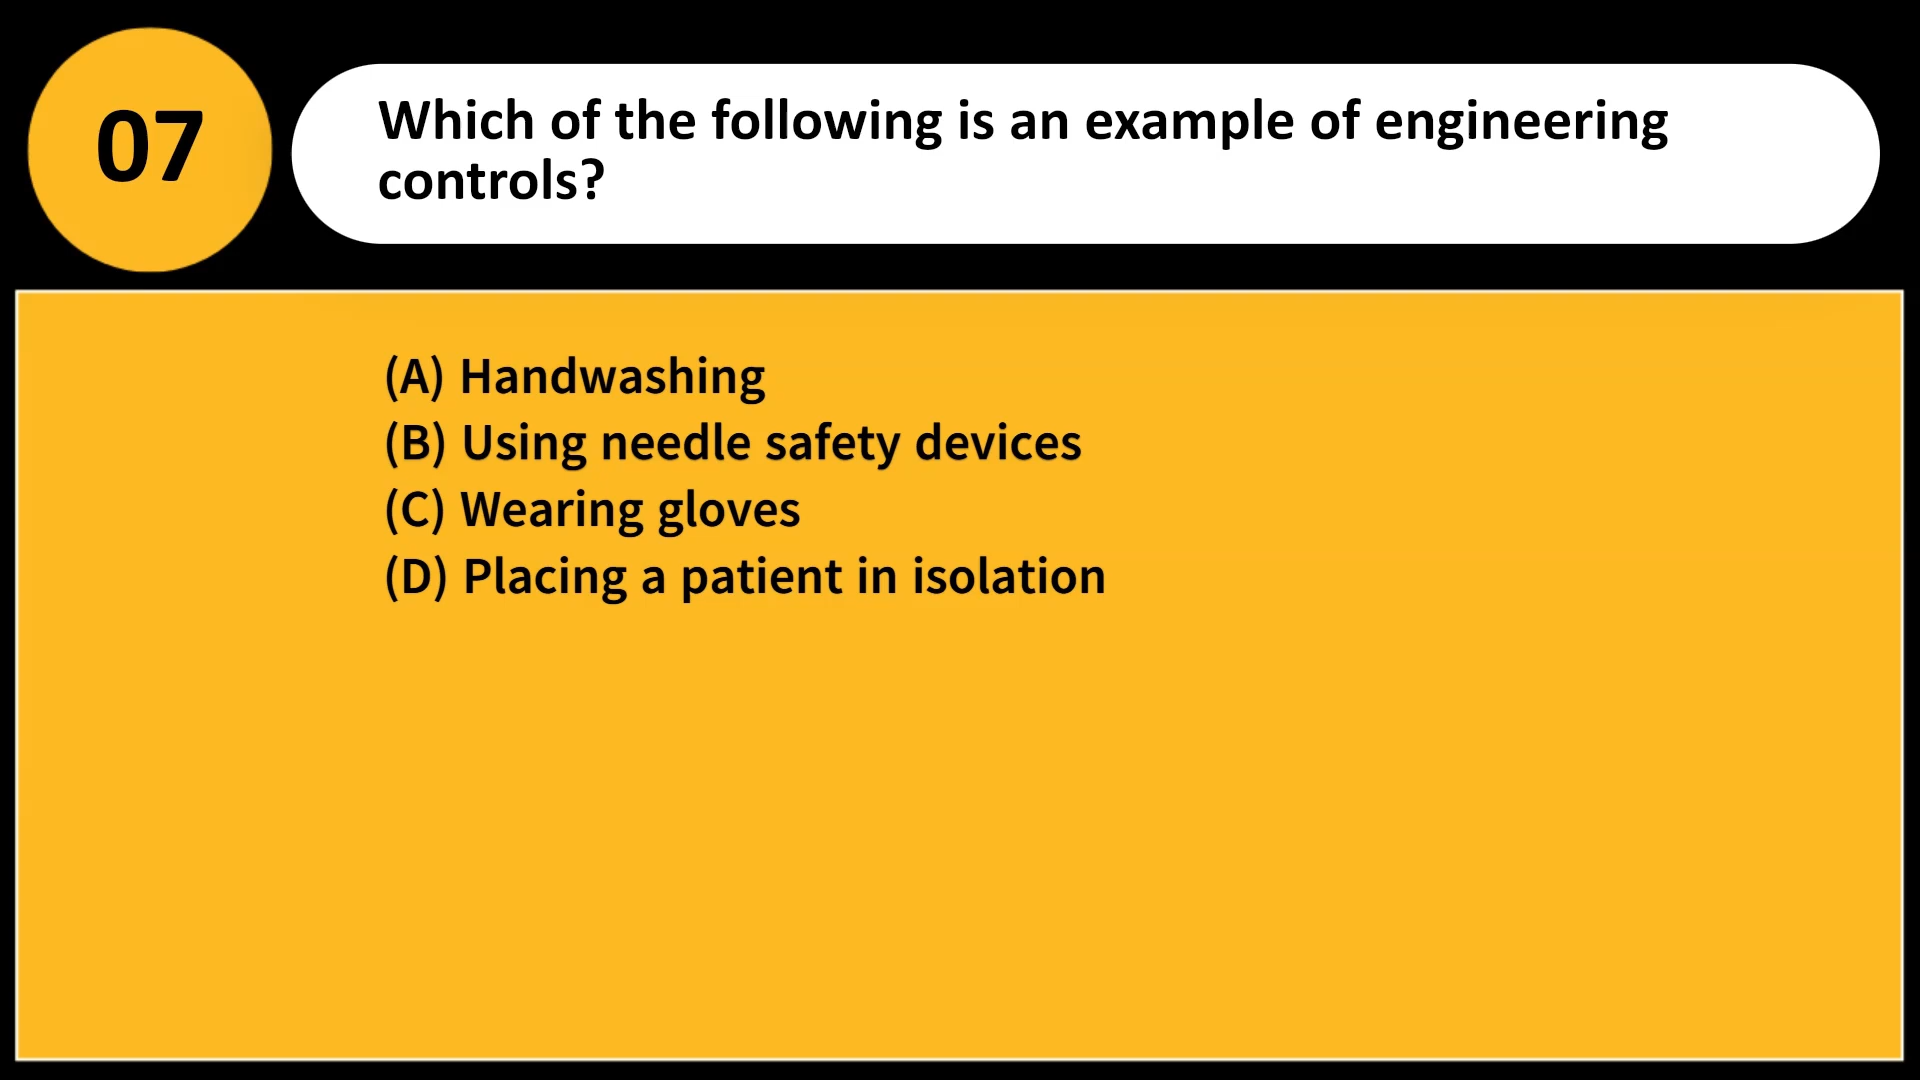 07
Which of the following is an example of engineering
controls?
(A) Handwashing
(B) Using needle safety devices
(C) Wearing gloves
(D) Placing a patient in isolation